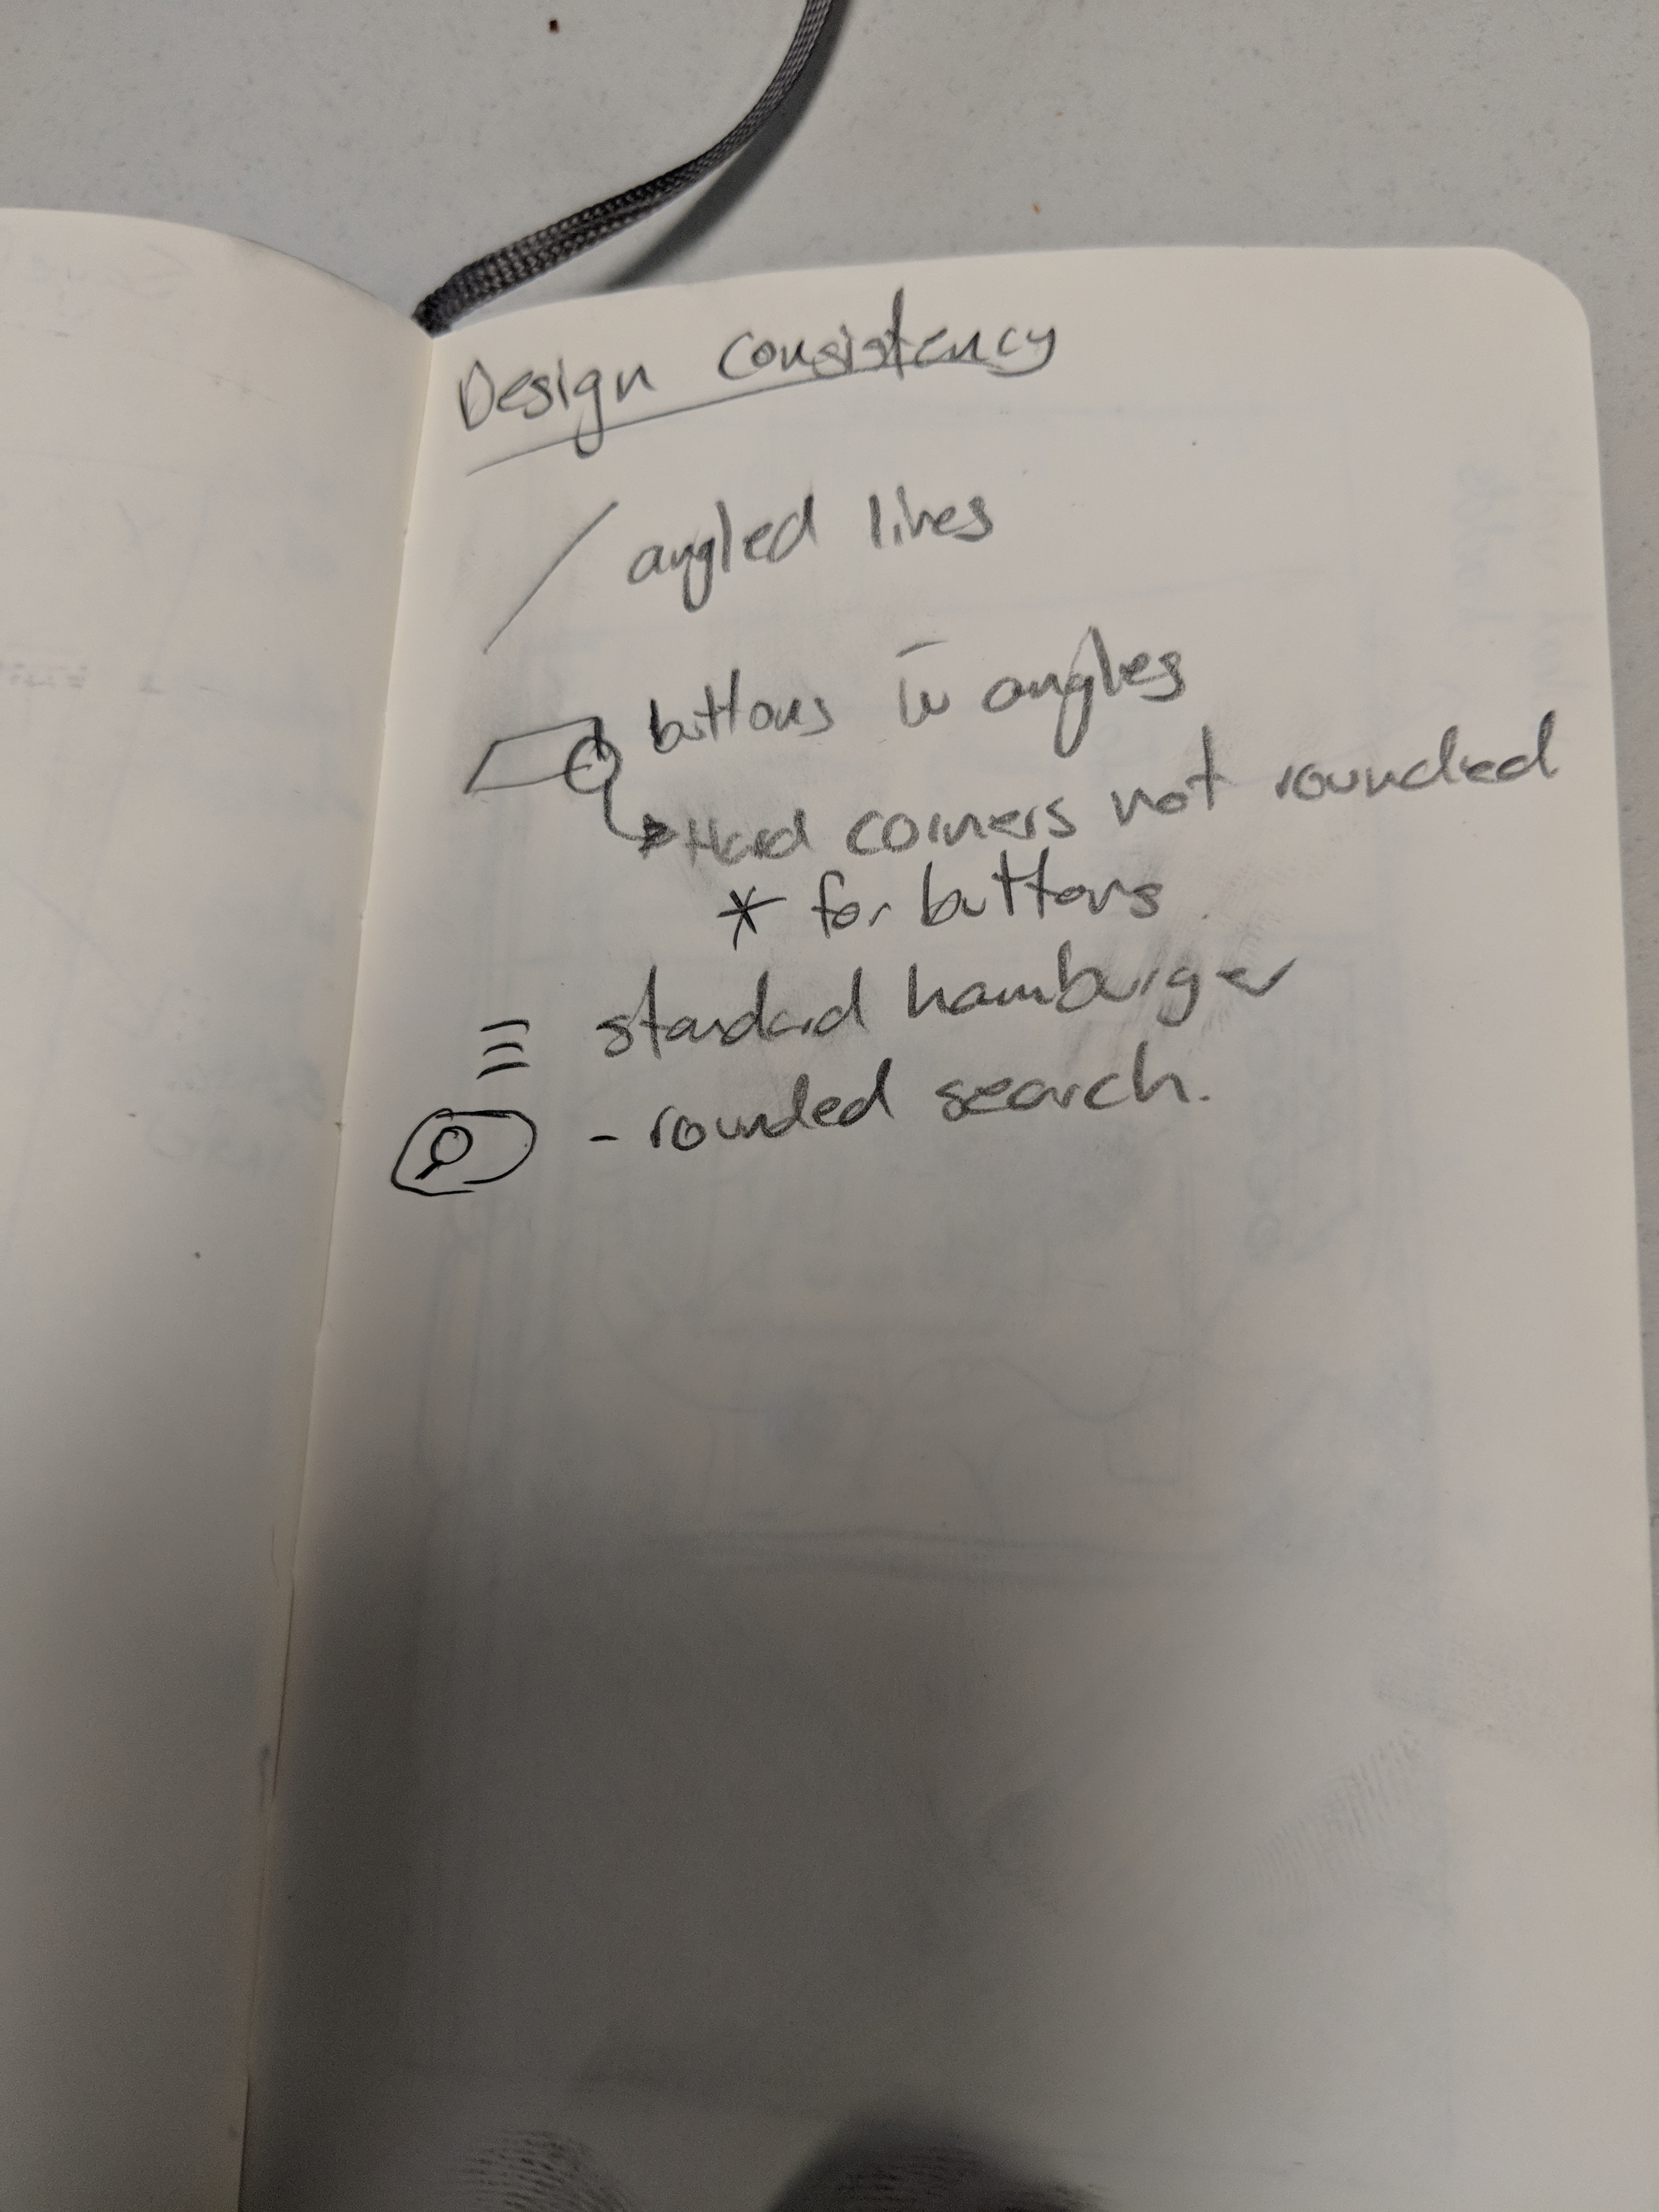 Design Consistency
angled lines
buttons w angles
Hard corners not rounded
* for buttons
standard hamburger
- rounded search.